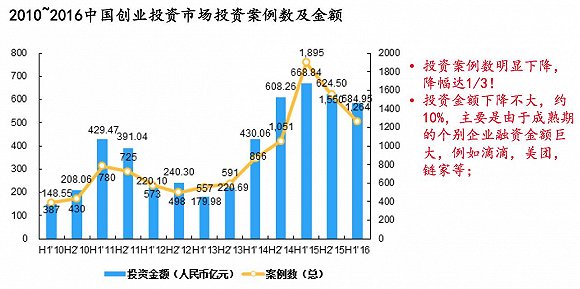 2010~2016中国创业投资市场投资案例数及金额
800
700
600
500
400
300
200
100
0
2000
1800
1600
1400
1200
1000
800
600
400
200
0
148.55
387
208.06
430
429.47
780
391.04
725
220.10
573
240.30
498
557
179.98
591
220.69
430.06
866
608.26
1,051
1,895
668.84
624.50
1,550
584.95
1,264
H1'10
H2'10
H1'11
H2'11
H1'12
H2'12
H1'13
H2'13
H1'14
H2'14
H1'15
H2'15
H1'16
投资金额（人民币亿元）
案例数（总）
• 投资案例数明显下降，
降幅达1/3！
• 投资金额下降不大，约
10%，主要是由于成熟期
的个别企业融资金额巨
大，例如滴滴，美团，
链家等；